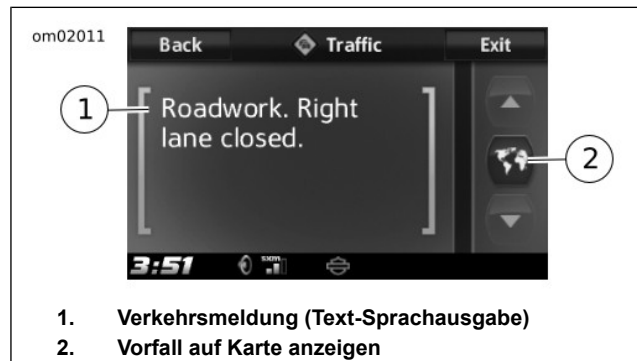 om02011
Back Traffic Exit
1 Roadwork. Right
lane closed.
2
3:51 SXM
1. Verkehrsmeldung (Text-Sprachausgabe)
2. Vorfall auf Karte anzeigen